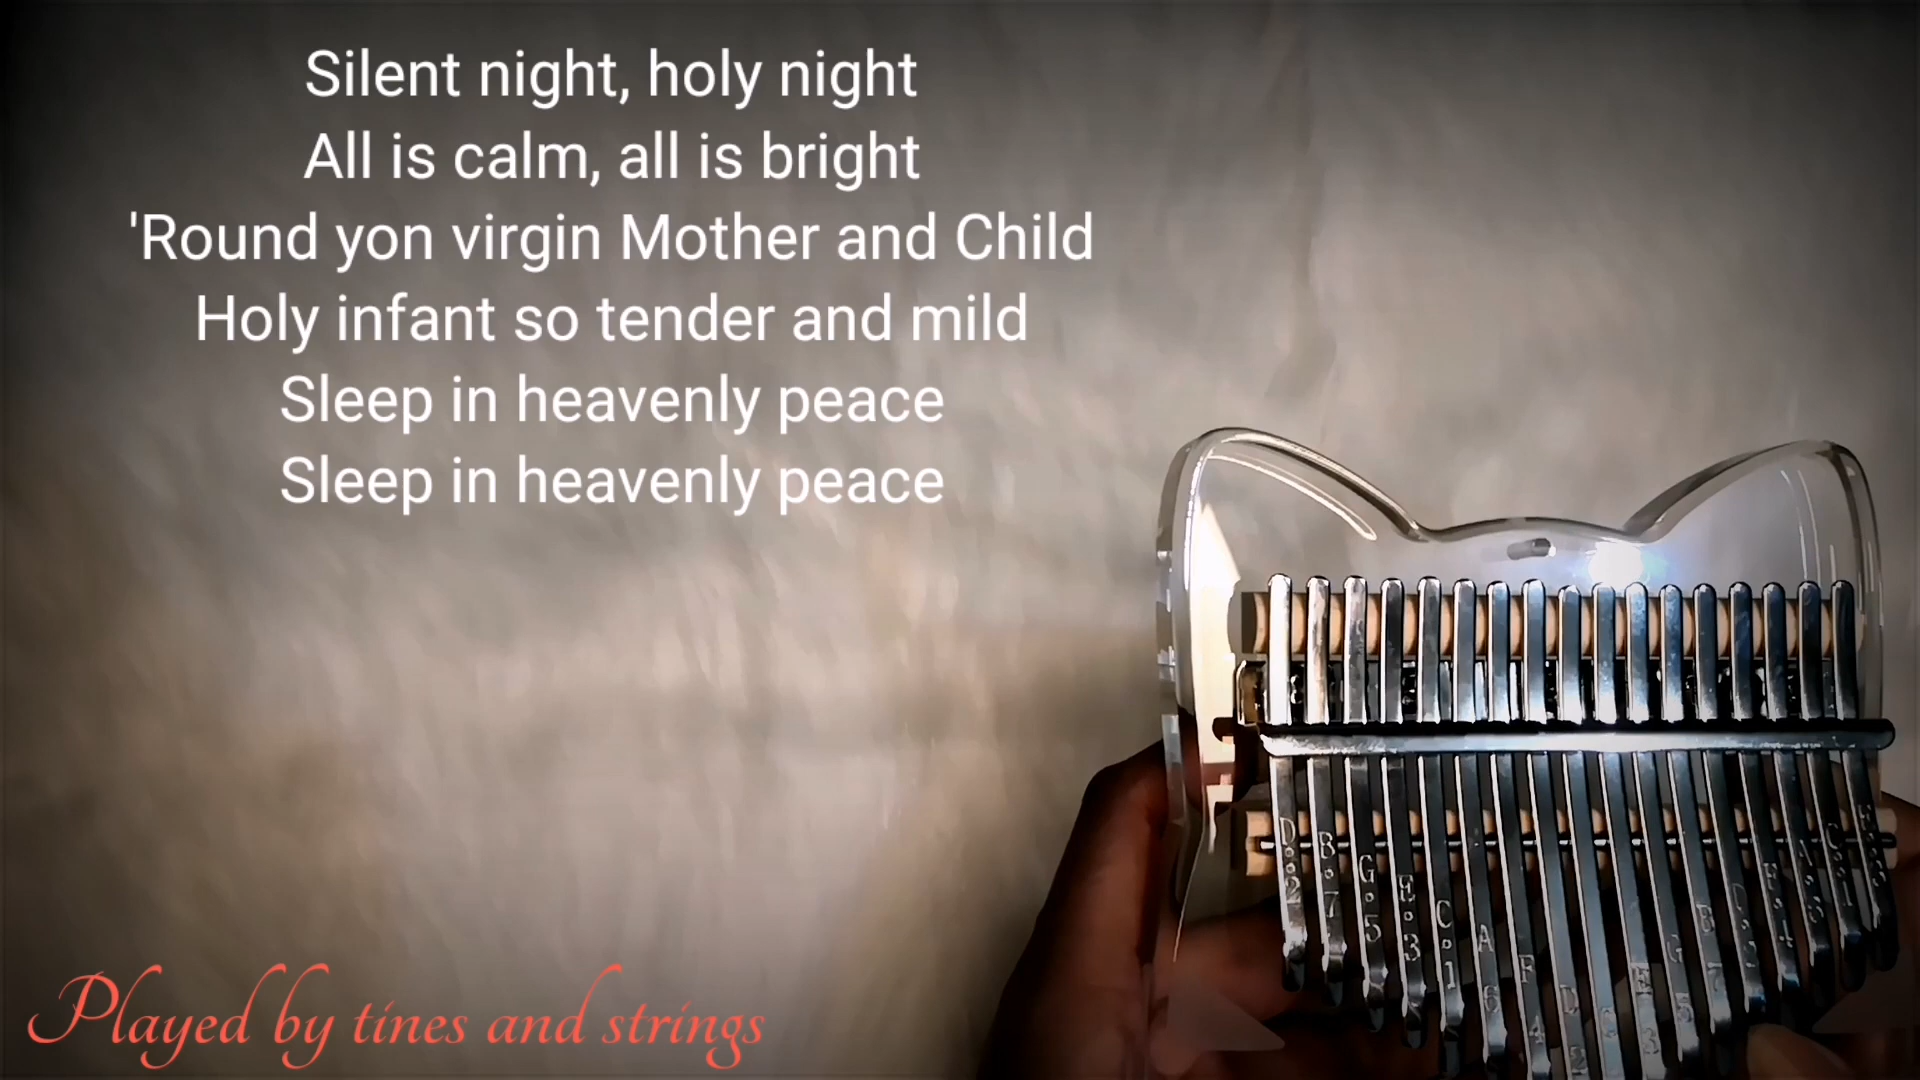 Silent night, holy night
All is calm, all is bright
'Round yon virgin Mother and Child
Holy infant so tender and mild
Sleep in heavenly peace
Sleep in heavenly peace
D B G E C A F D C E G B D F A C E
Played by tines and strings